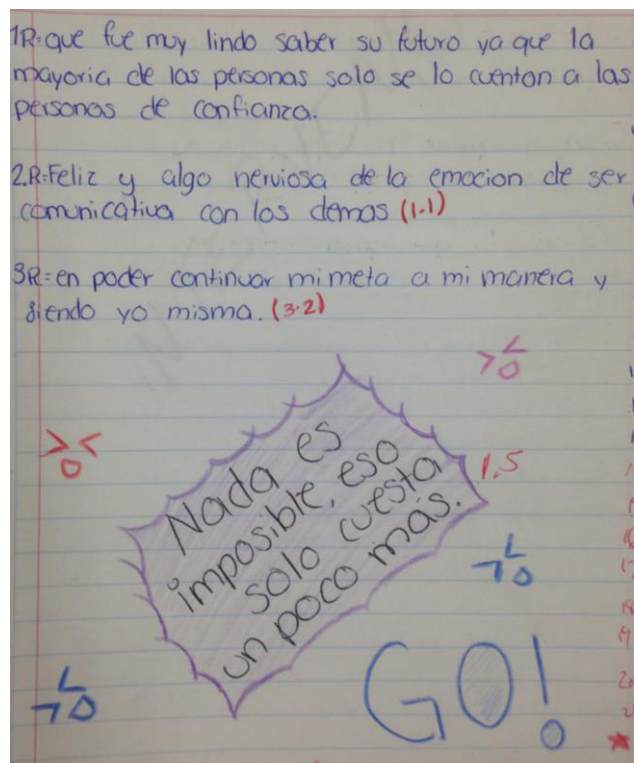 1R=que fue muy lindo saber su futuro ya que la
mayoria de las personas solo se lo cuentan a las
personas de confianza.
2.R=Feliz y algo nerviosa de la emocion de ser
comunicativa con los demas (1.1)
3R=en poder continuar mi meta a mi manera y
siendo yo misma. (3.2)
Nada es
imposible, eso
solo cuesta
un poco más.
1.5
GO!